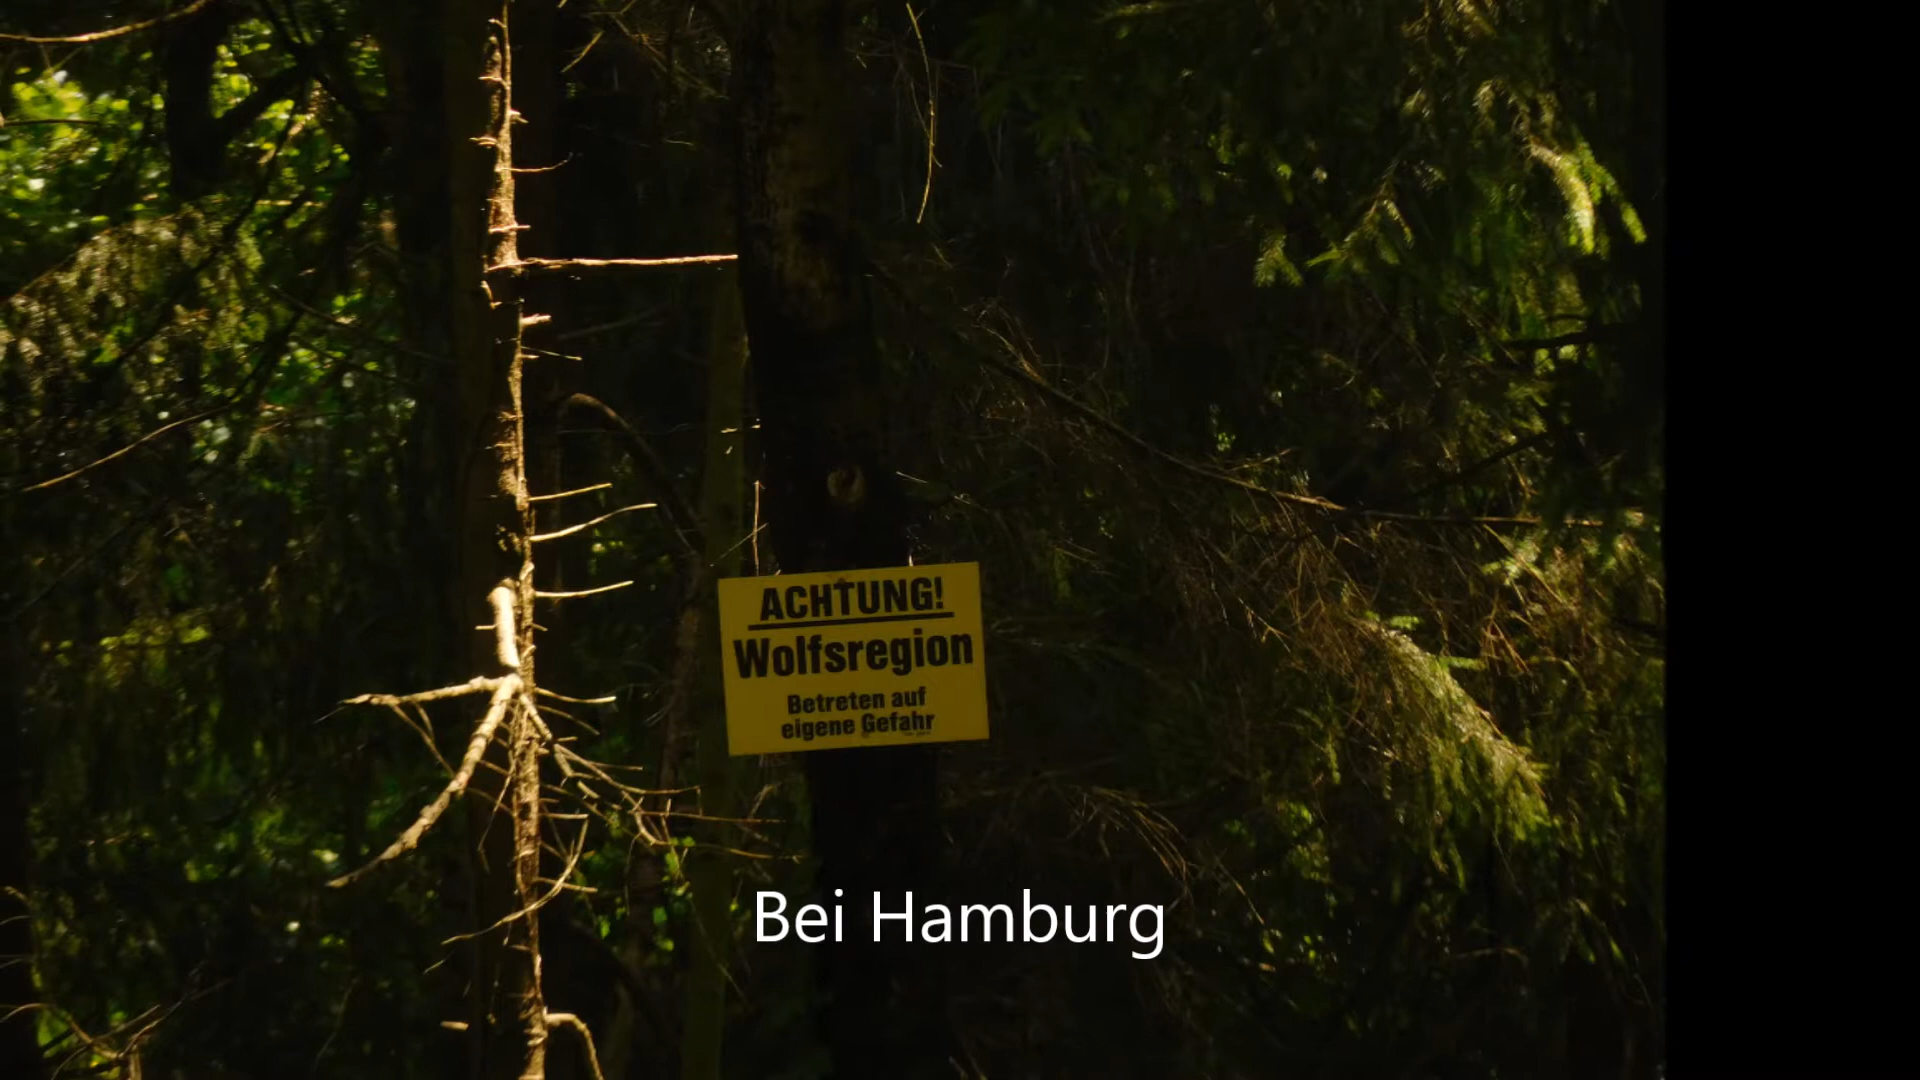 ACHTUNG!
Wolfsregion
Betreten auf
eigene Gefahr
Bei Hamburg